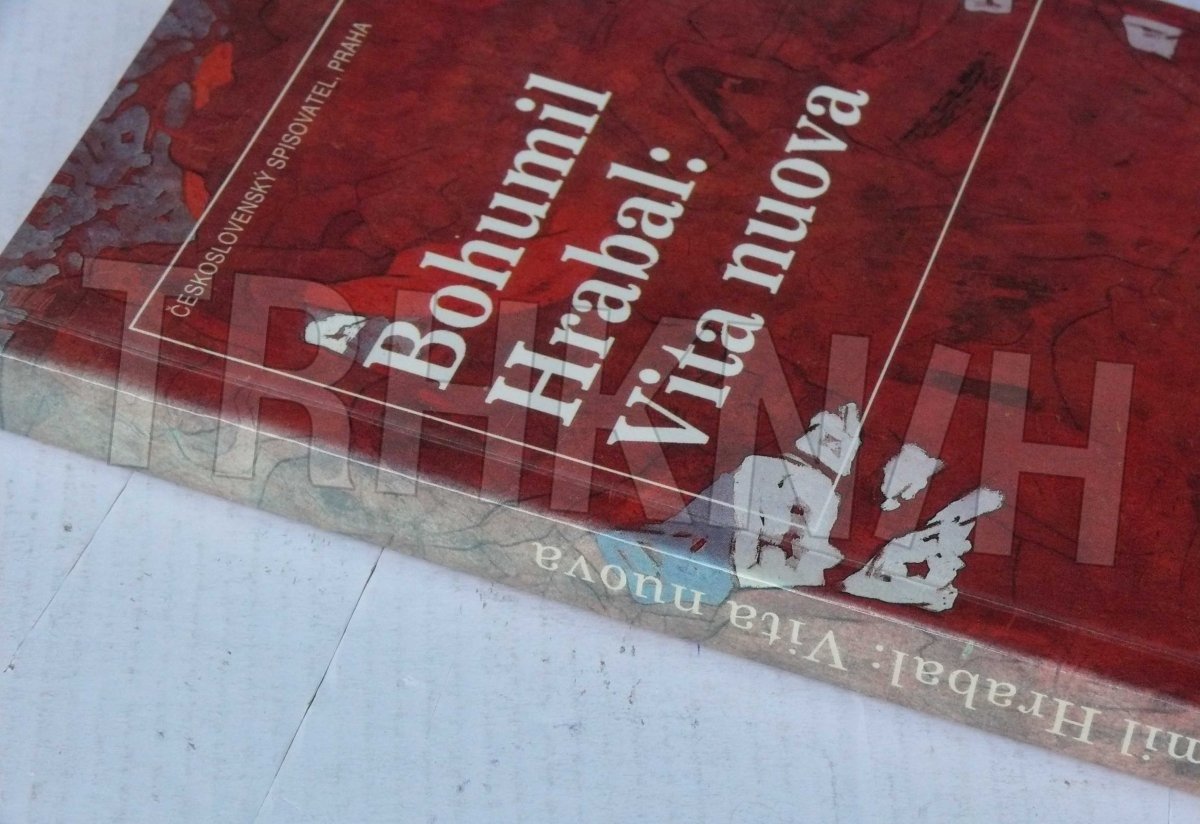 ČESKOSLOVENSKÝ SPISOVATEL, PRAHA
Bohumil
Hrabal:
Vita nuova
mil Hrabal: Vita nuova
TRHKNIH